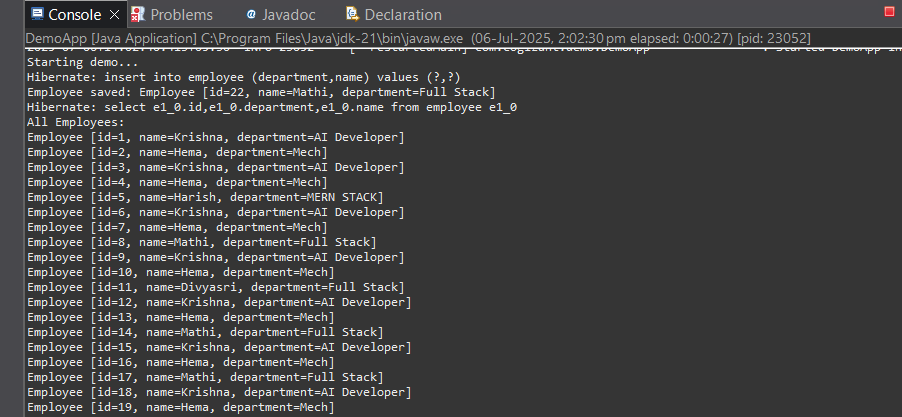 Console Problems Javadoc Declaration
DemoApp [Java Application] C:\Program Files\Java\jdk-21\bin\javaw.exe (06-Jul-2025, 2:02:30 pm elapsed: 0:00:27) [pid: 23052]
Starting demo...
Hibernate: insert into employee (department,name) values (?,?)
Employee saved: Employee [id=22, name=Mathi, department=Full Stack]
Hibernate: select e1_0.id,e1_0.department,e1_0.name from employee e1_0
All Employees:
Employee [id=1, name=Krishna, department=AI Developer]
Employee [id=2, name=Hema, department=Mech]
Employee [id=3, name=Krishna, department=AI Developer]
Employee [id=4, name=Hema, department=Mech]
Employee [id=5, name=Harish, department=MERN STACK]
Employee [id=6, name=Krishna, department=AI Developer]
Employee [id=7, name=Hema, department=Mech]
Employee [id=8, name=Mathi, department=Full Stack]
Employee [id=9, name=Krishna, department=AI Developer]
Employee [id=10, name=Hema, department=Mech]
Employee [id=11, name=Divyasri, department=Full Stack]
Employee [id=12, name=Krishna, department=AI Developer]
Employee [id=13, name=Hema, department=Mech]
Employee [id=14, name=Mathi, department=Full Stack]
Employee [id=15, name=Krishna, department=AI Developer]
Employee [id=16, name=Hema, department=Mech]
Employee [id=17, name=Mathi, department=Full Stack]
Employee [id=18, name=Krishna, department=AI Developer]
Employee [id=19, name=Hema, department=Mech]